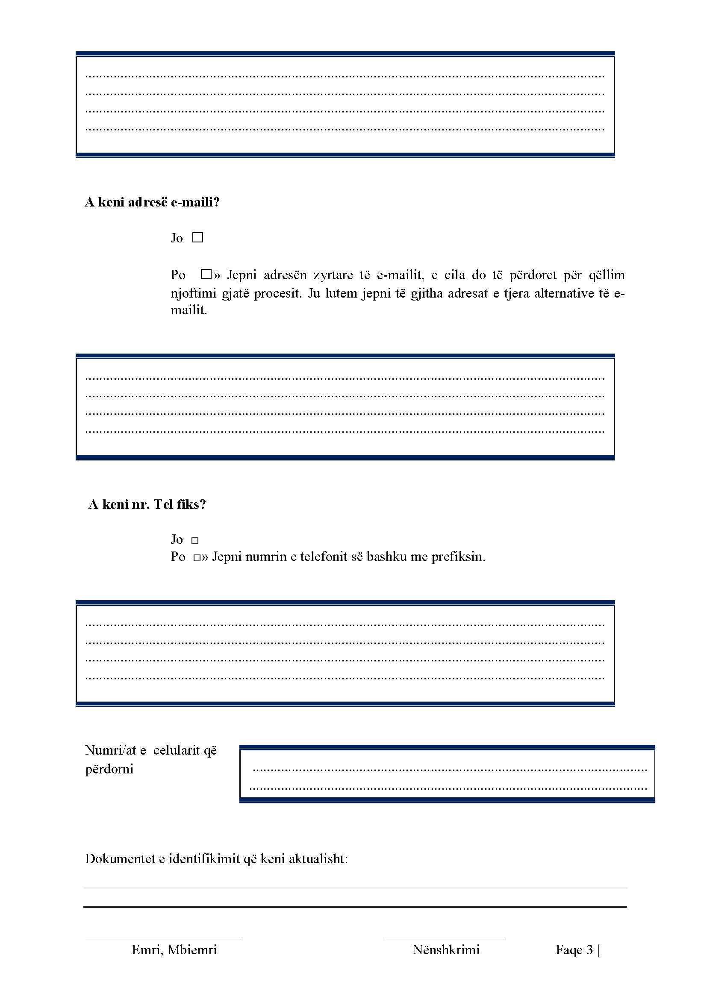 ................................................................................................................................................
................................................................................................................................................
................................................................................................................................................
................................................................................................................................................
A keni adresë e-maili?
Jo □
Po □» Jepni adresën zyrtare të e-mailit, e cila do të përdoret për qëllim
njoftimi gjatë procesit. Ju lutem jepni të gjitha adresat e tjera alternative të e-
mailit.
................................................................................................................................................
................................................................................................................................................
................................................................................................................................................
................................................................................................................................................
A keni nr. Tel fiks?
Jo □
Po □» Jepni numrin e telefonit së bashku me prefiksin.
................................................................................................................................................
................................................................................................................................................
................................................................................................................................................
................................................................................................................................................
Numri/at e celularit që
përdorni
..............................................................................................................
...............................................................................................................
Dokumentet e identifikimit që keni aktualisht:
Emri, Mbiemri Nënshkrimi Faqe 3 |